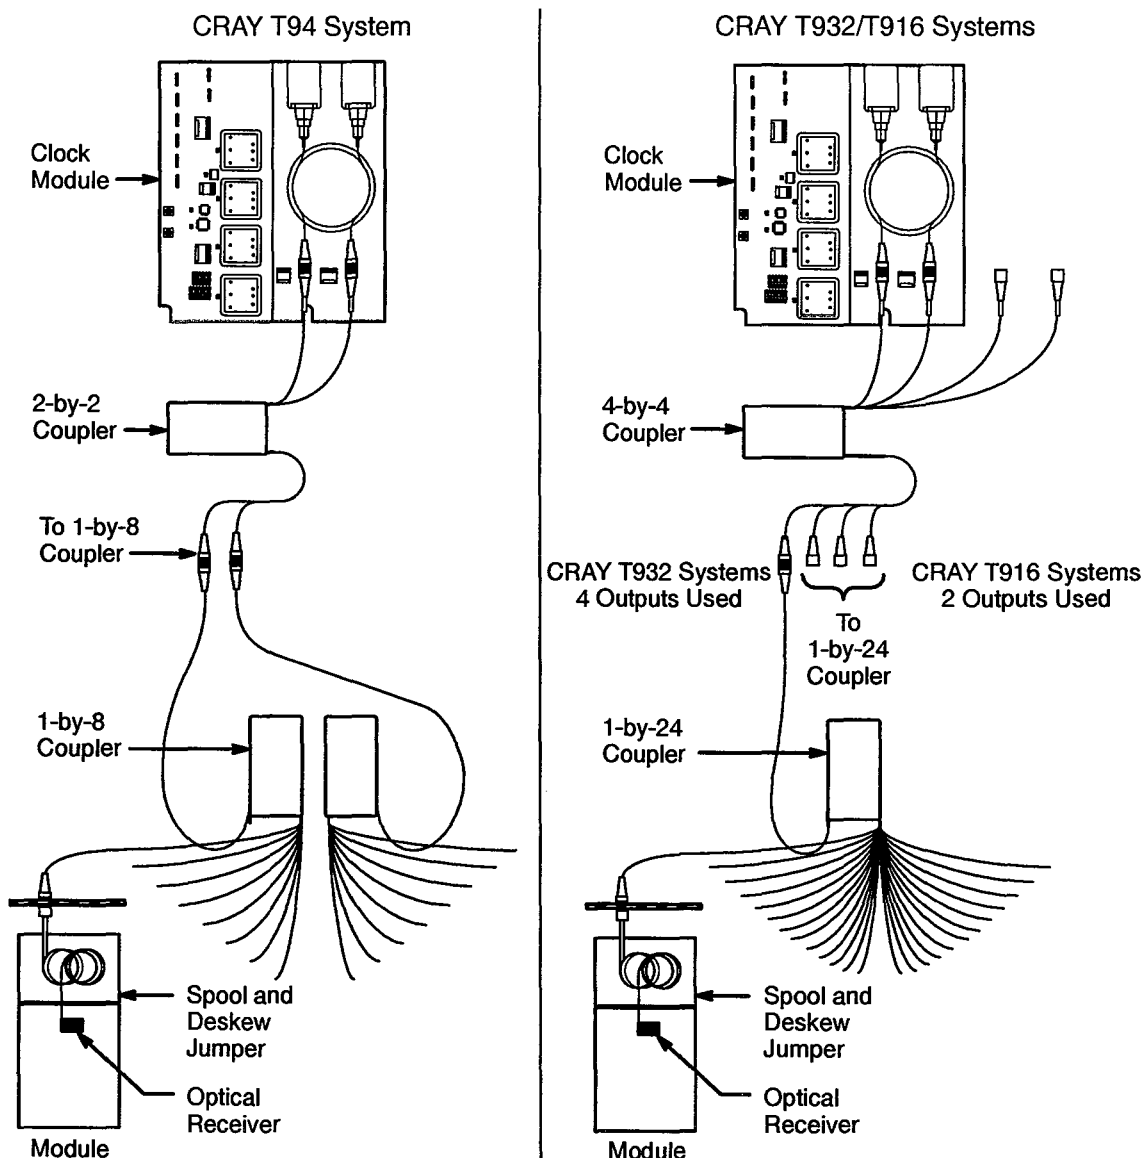 CRAY T94 System
Clock
Module
2-by-2
Coupler
To 1-by-8
Coupler
1-by-8
Coupler
Spool and
Deskew
Jumper
Optical
Receiver
Module
CRAY T932/T916 Systems
Clock
Module
4-by-4
Coupler
CRAY T932 Systems
4 Outputs Used
CRAY T916 Systems
2 Outputs Used
To
1-by-24
Coupler
1-by-24
Coupler
Spool and
Deskew
Jumper
Optical
Receiver
Module